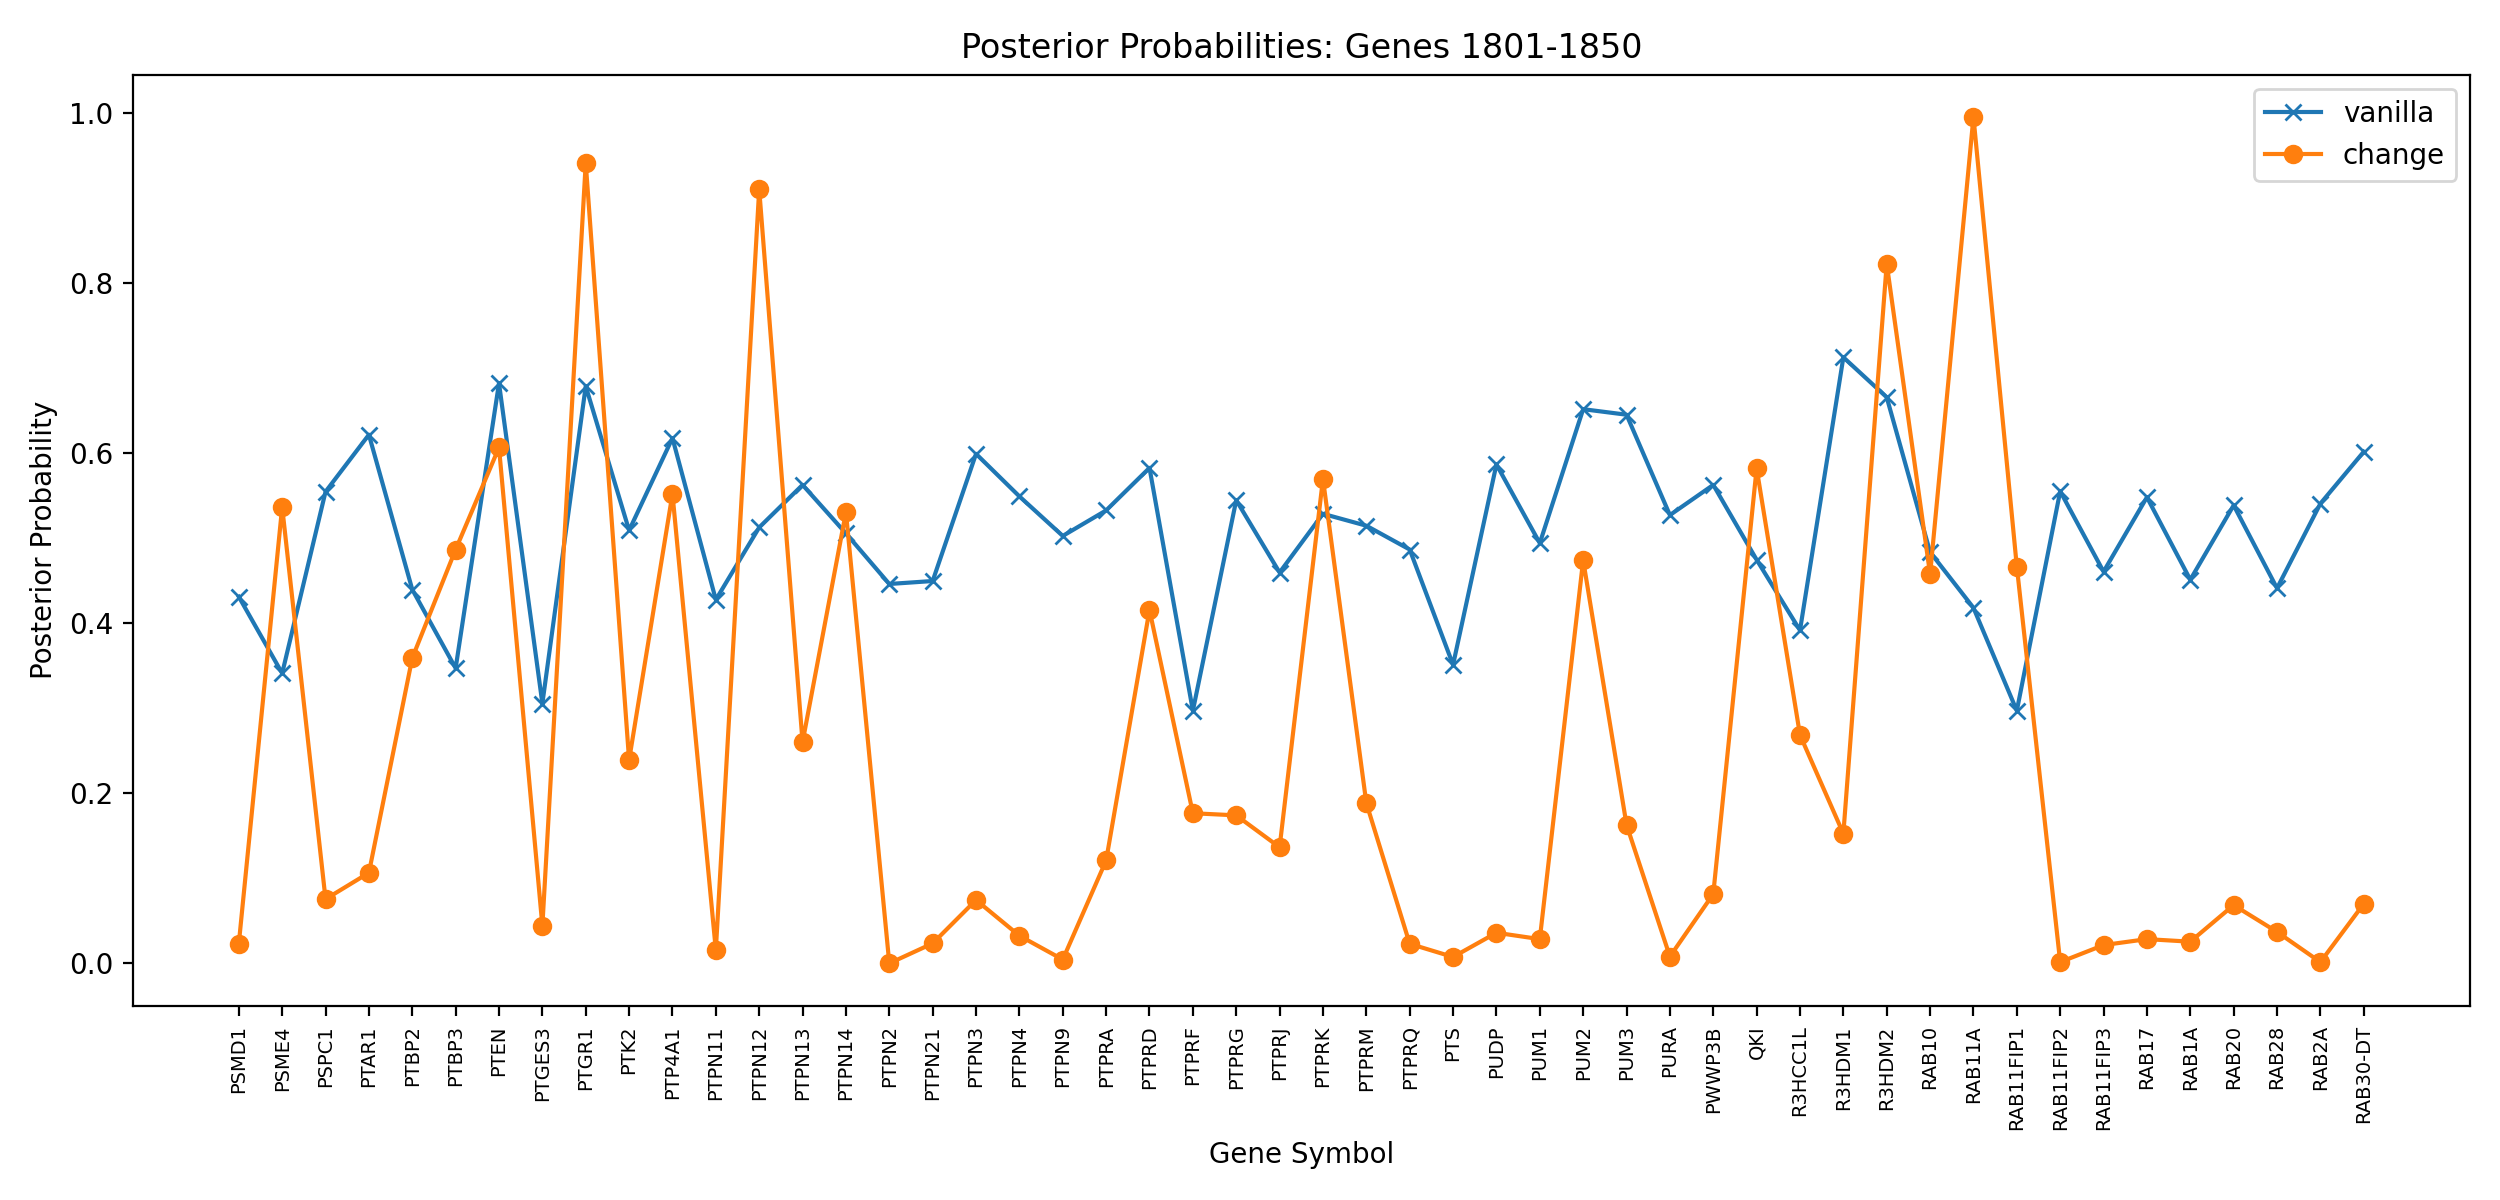 Posterior Probabilities: Genes 1801-1850
vanilla
change
Posterior Probability
1.0
0.8
0.6
0.4
0.2
0.0
PSMD1
PSME4
PSPC1
PTAR1
PTBP2
PTBP3
PTEN
PTGES3
PTGR1
PTK2
PTP4A1
PTPN11
PTPN12
PTPN13
PTPN14
PTPN2
PTPN21
PTPN3
PTPN4
PTPN9
PTPRA
PTPRD
PTPRF
PTPRG
PTPRJ
PTPRK
PTPRM
PTPRQ
PTS
PUDP
PUM1
PUM2
PUM3
PURA
PWWP3B
QKI
R3HCC1L
R3HDM1
R3HDM2
RAB10
RAB11A
RAB11FIP1
RAB11FIP2
RAB11FIP3
RAB17
RAB1A
RAB20
RAB28
RAB2A
RAB30-DT
Gene Symbol